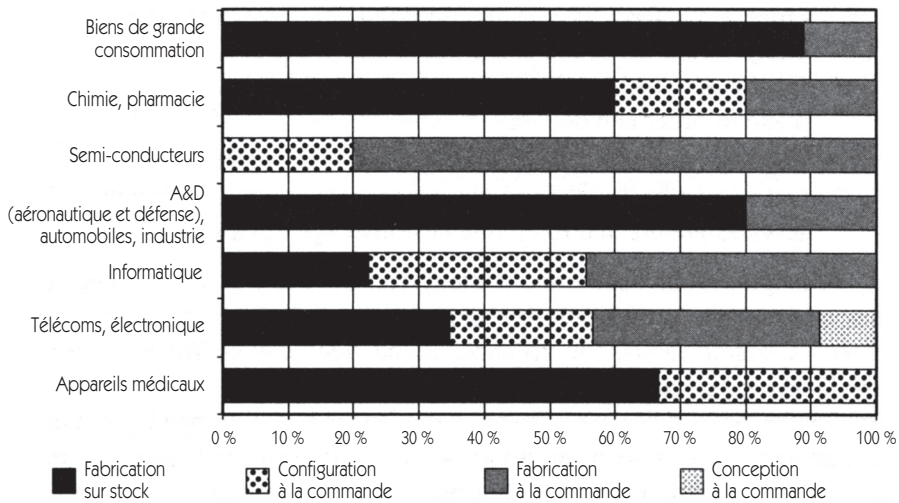 Biens de grande
consommation
Chimie, pharmacie
Semi-conducteurs
A&D
(aéronautique et défense),
automobiles, industrie
Informatique
Télécoms, électronique
Appareils médicaux
0 % 10 % 20 % 30 % 40 % 50 % 60 % 70 % 80 % 90 % 100 %
Fabrication
sur stock
Configuration
à la commande
Fabrication
à la commande
Conception
à la commande